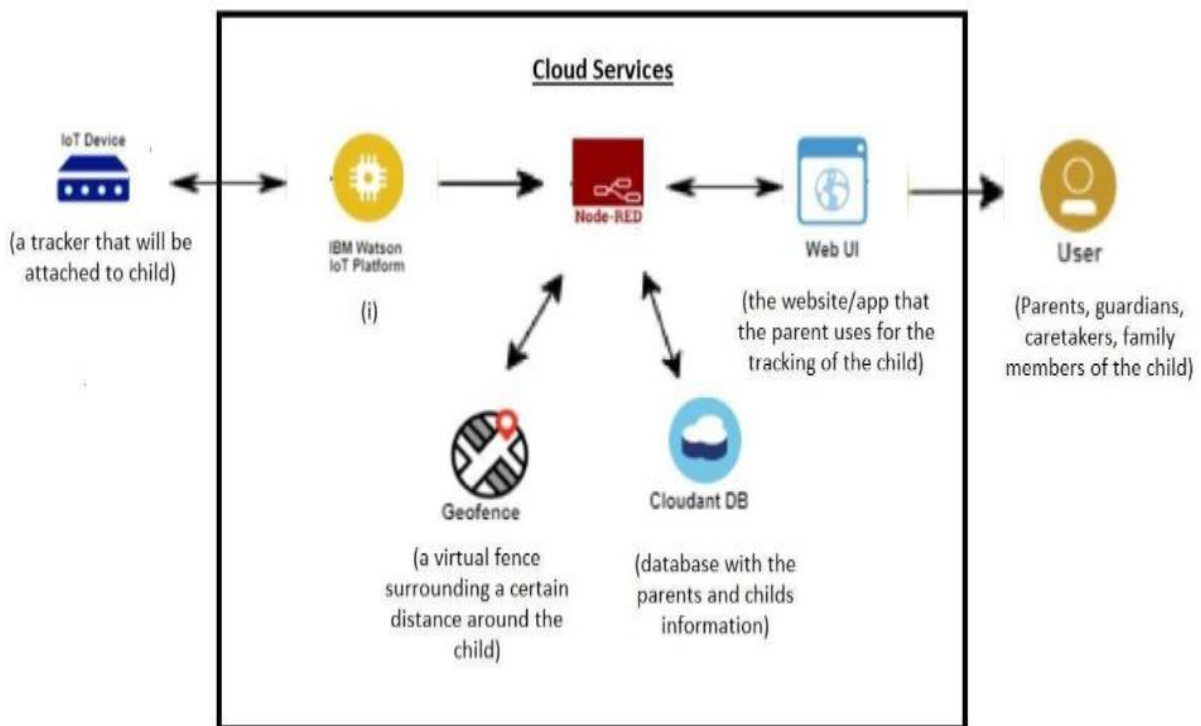 Cloud Services
IoT Device
(a tracker that will be
attached to child)
IBM Watson
IoT Platform
(i)
Node-RED
Web UI
(the website/app that
the parent uses for the
tracking of the child)
User
(Parents, guardians,
caretakers, family
members of the child)
Geofence
(a virtual fence
surrounding a certain
distance around the
child)
Cloudant DB
(database with the
parents and childs
information)